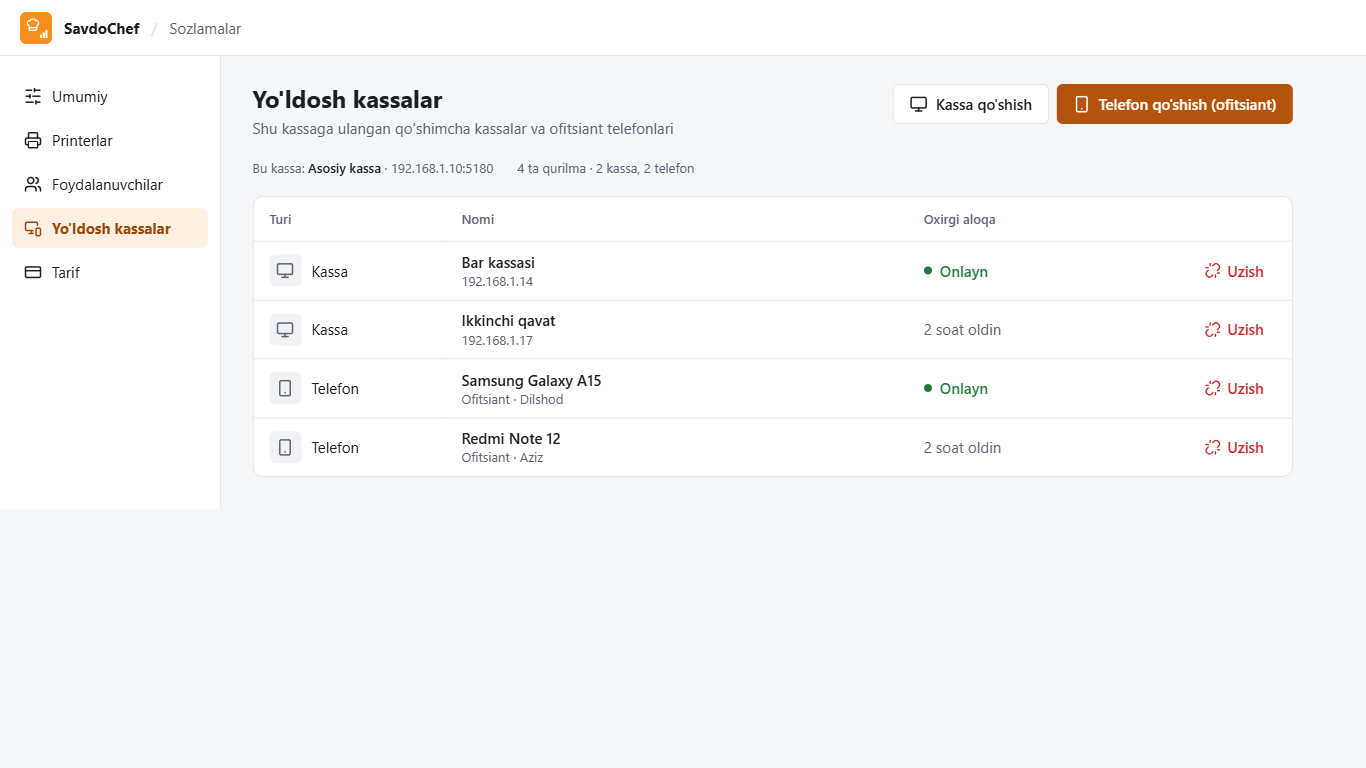 SavdoChef / Sozlamalar
Umumiy
Printerlar
Foydalanuvchilar
Yo'ldosh kassalar
Tarif
Yo'ldosh kassalar
Shu kassaga ulangan qo'shimcha kassalar va ofitsiant telefonlari
Kassa qo'shish
Telefon qo'shish (ofitsiant)
Bu kassa: Asosiy kassa · 192.168.1.10:5180 4 ta qurilma · 2 kassa, 2 telefon
Turi Nomi Oxirgi aloqa
Kassa Bar kassasi Onlayn Uzish
192.168.1.14
Kassa Ikkinchi qavat 2 soat oldin Uzish
192.168.1.17
Telefon Samsung Galaxy A15 Onlayn Uzish
Ofitsiant · Dilshod
Telefon Redmi Note 12 2 soat oldin Uzish
Ofitsiant · Aziz